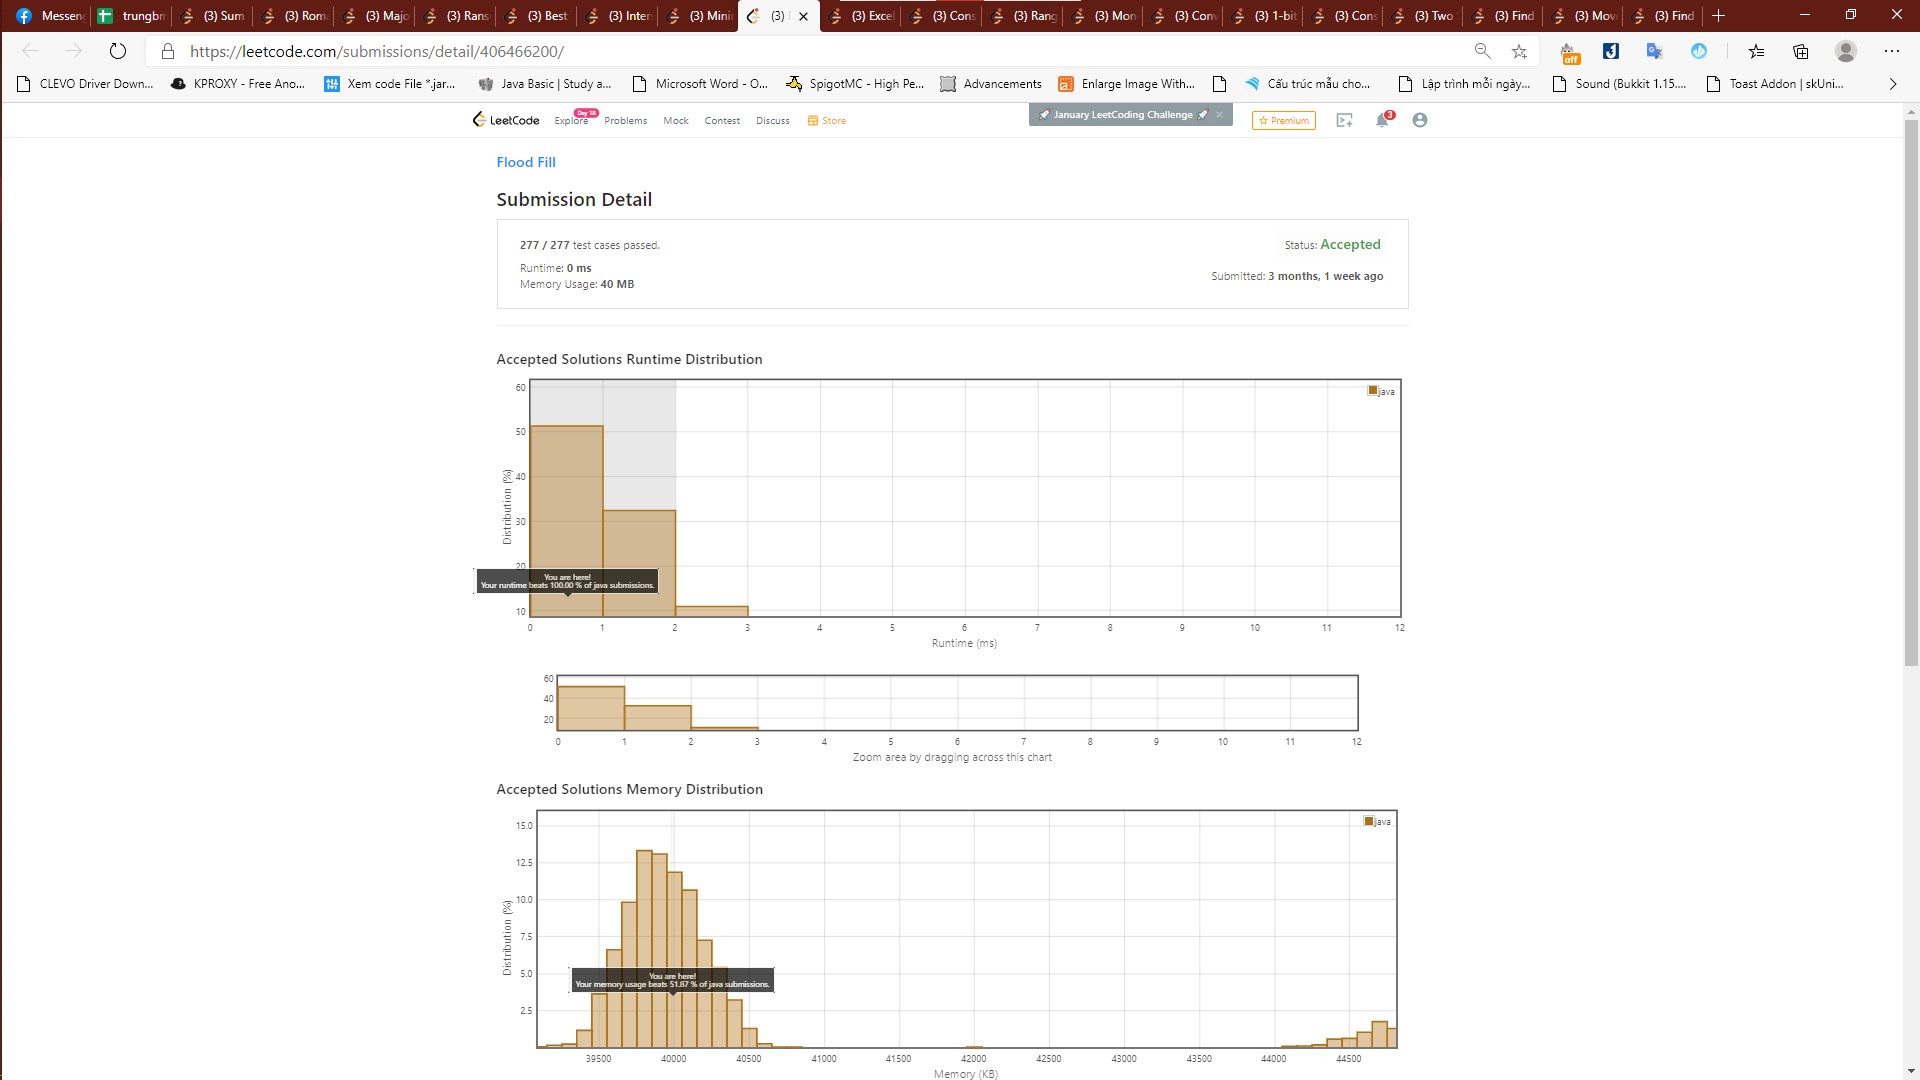 Messen
trungbr
(3) Sum
(3) Rom
(3) Majo
(3) Rans
(3) Best
(3) Inter
(3) Mini
(3)
(3) Excel
(3) Cons
(3) Rang
(3) Mon
(3) Conv
(3) 1-bit
(3) Cons
(3) Two
(3) Find
(3) Mov
(3) Find
https://leetcode.com/submissions/detail/406466200/
off
CLEVO Driver Down...
KPROXY - Free Ano...
Xem code File *.jar...
Java Basic | Study a...
Microsoft Word - O...
SpigotMC - High Pe...
Advancements
Enlarge Image With...
Cấu trúc mẫu cho...
Lập trình mỗi ngày...
Sound (Bukkit 1.15....
Toast Addon | skUni...
LeetCode
Explore
Day 18
Problems
Mock
Contest
Discuss
Store
January LeetCoding Challenge
Premium
3
Flood Fill
Submission Detail
277 / 277 test cases passed.
Status: Accepted
Runtime: 0 ms
Submitted: 3 months, 1 week ago
Memory Usage: 40 MB
Accepted Solutions Runtime Distribution
60
50
40
30
20
10
Distribution (%)
java
You are here!
Your runtime beats 100.00 % of java submissions.
0 1 2 3 4 5 6 7 8 9 10 11 12
Runtime (ms)
60
40
20
0 1 2 3 4 5 6 7 8 9 10 11 12
Zoom area by dragging across this chart
Accepted Solutions Memory Distribution
15.0
12.5
10.0
7.5
5.0
2.5
Distribution (%)
java
You are here!
Your memory usage beats 51.87 % of java submissions.
39500 40000 40500 41000 41500 42000 42500 43000 43500 44000 44500
Memory (KB)